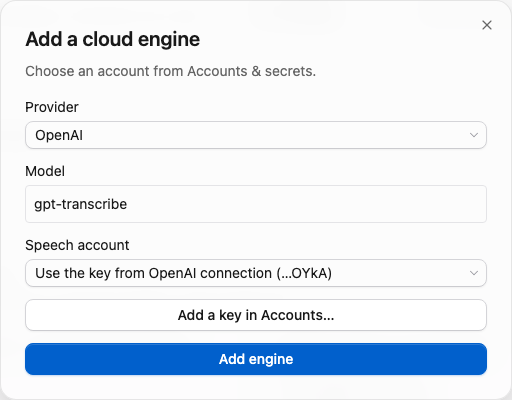 Add a cloud engine
Choose an account from Accounts & secrets.
Provider
OpenAI
Model
gpt-transcribe
Speech account
Use the key from OpenAI connection (...OYkA)
Add a key in Accounts...
Add engine